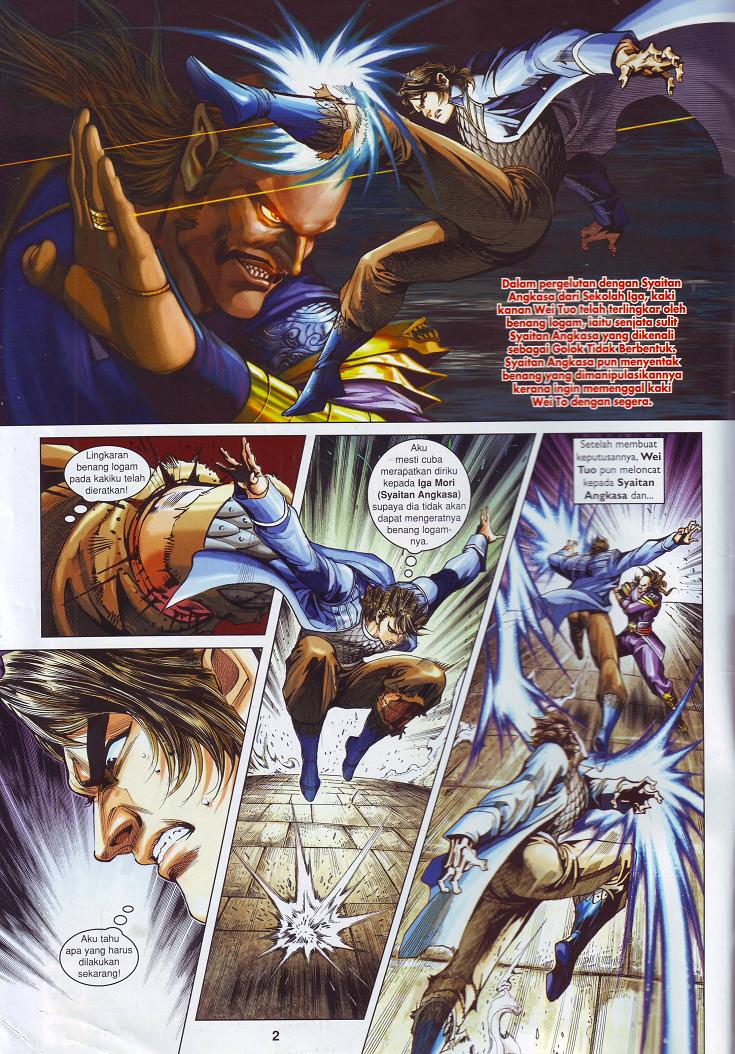 Dalam pergelutan dengan Syaitan
Angkasa dari Sekolah Iga, kaki
kanan Wei Tuo telah terlingkar oleh
benang logam, iaitu senjata sulit
Syaitan Angkasa yang dikenali
sebagai Golok Tidak Berbentuk.
Syaitan Angkasa pun menyentak
benang yang dimanipulasikannya
kerana ingin memenggal kaki
Wei To dengan segera.
Lingkaran
benang logam
pada kakiku telah
dieratkan!
Aku
mesti cuba
merapatkan diriku
kepada Iga Mori
(Syaitan Angkasa)
supaya dia tidak akan
dapat mengeratnya
benang logam-
nya.
Setelah membuat
keputusannya, Wei
Tuo pun meloncat
kepada Syaitan
Angkasa dan...
Aku tahu
apa yang harus
dilakukan
sekarang!
2